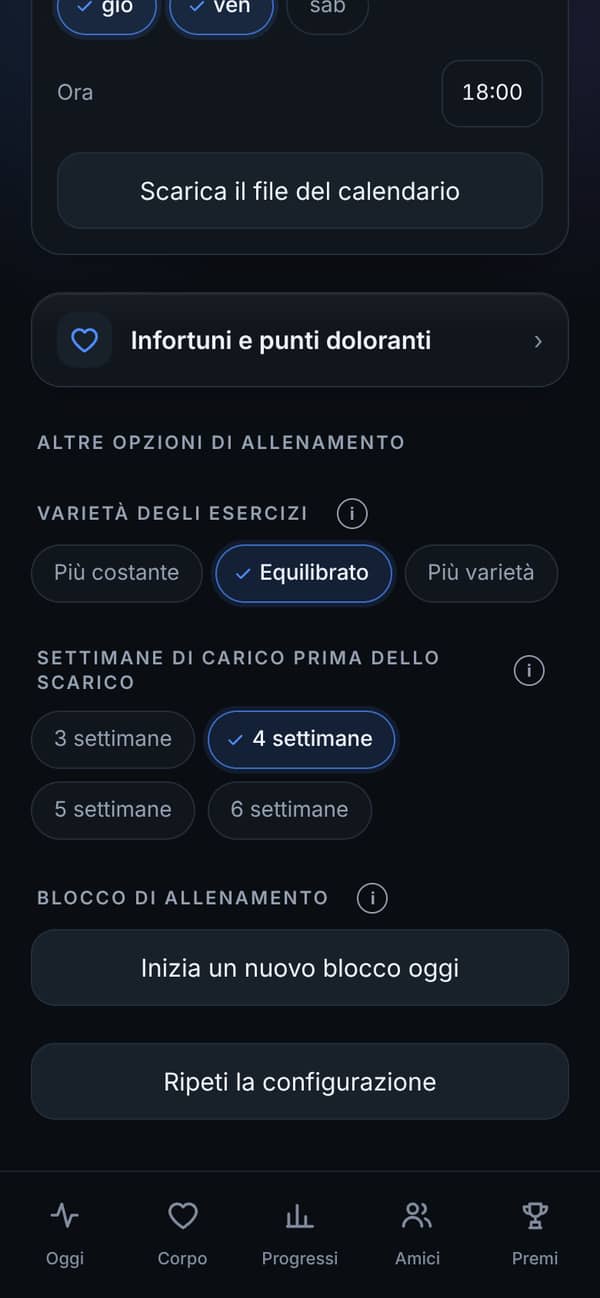 gio
ven
sab
Ora
18:00
Scarica il file del calendario
Infortuni e punti doloranti
ALTRE OPZIONI DI ALLENAMENTO
VARIETÀ DEGLI ESERCIZI
Più costante
Equilibrato
Più varietà
SETTIMANE DI CARICO PRIMA DELLO
SCARICO
3 settimane
4 settimane
5 settimane
6 settimane
BLOCCO DI ALLENAMENTO
Inizia un nuovo blocco oggi
Ripeti la configurazione
Oggi
Corpo
Progressi
Amici
Premi